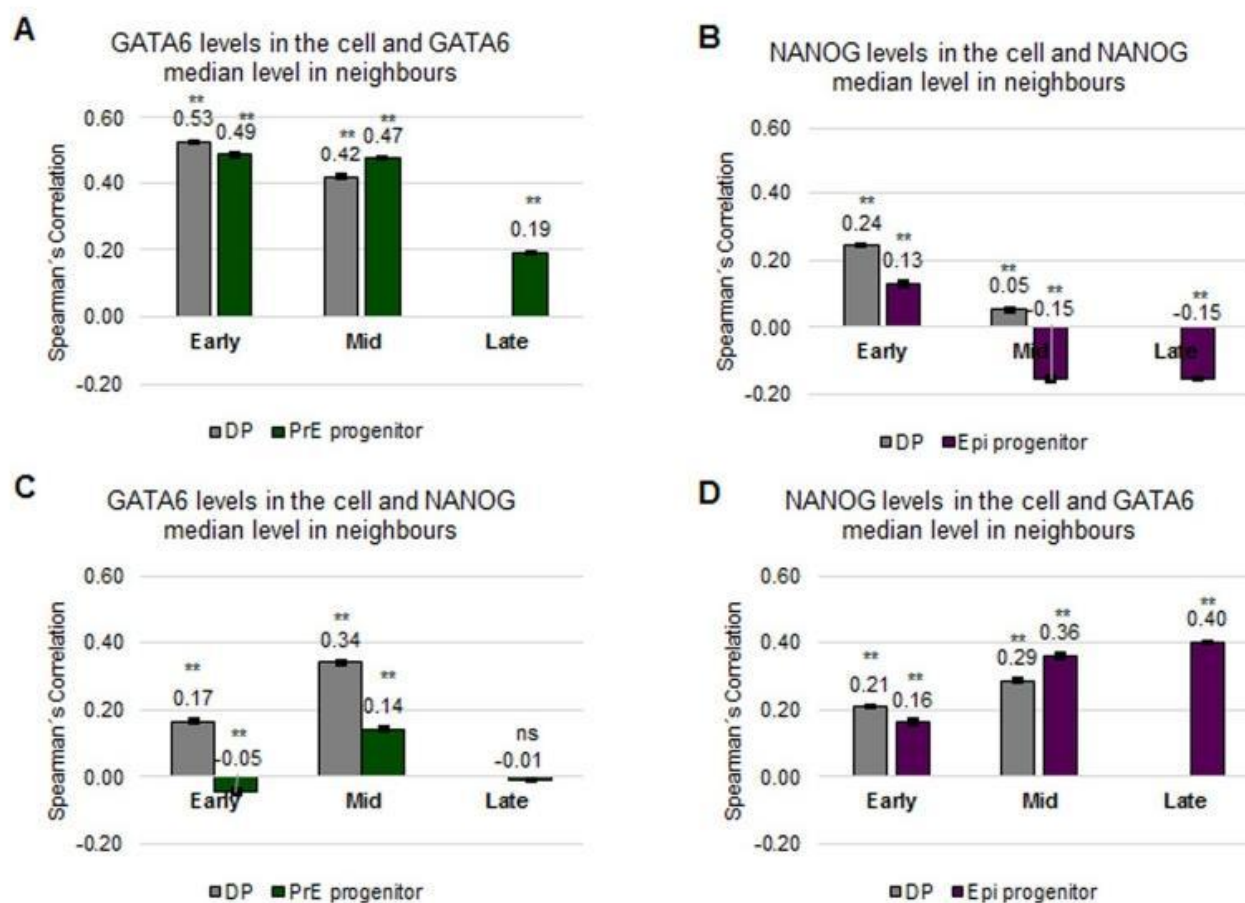 A
GATA6 levels in the cell and GATA6
median level in neighbours
Spearman´s Correlation
0.60
0.40
0.20
0.00
-0.20
**
0.53
**
0.49
**
0.42
**
0.47
**
0.19
Early
Mid
Late
DP
PrE progenitor
B
NANOG levels in the cell and NANOG
median level in neighbours
Spearman´s Correlation
0.60
0.40
0.20
0.00
-0.20
**
0.24
**
0.13
**
0.05
**
-0.15
**
-0.15
Early
Mid
Late
DP
Epi progenitor
C
GATA6 levels in the cell and NANOG
median level in neighbours
Spearman´s Correlation
0.60
0.40
0.20
0.00
-0.20
**
0.17
**
-0.05
**
0.34
**
0.14
ns
-0.01
Early
Mid
Late
DP
PrE progenitor
D
NANOG levels in the cell and GATA6
median level in neighbours
Spearman´s Correlation
0.60
0.40
0.20
0.00
-0.20
**
0.21
**
0.16
**
0.29
**
0.36
**
0.40
Early
Mid
Late
DP
Epi progenitor